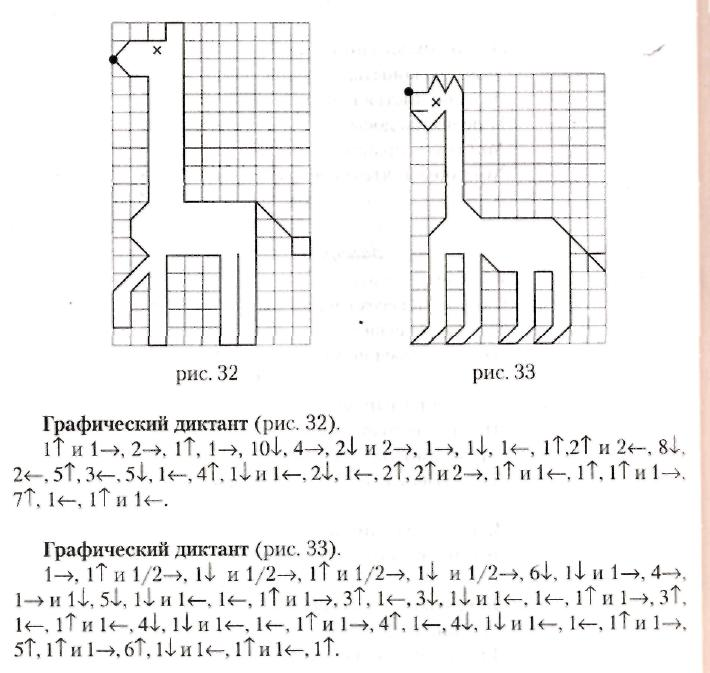 рис. 32
рис. 33
Графический диктант (рис. 32).
1↑ и 1→, 2→, 1↑, 1→, 10↓, 4→, 2↓ и 2→, 1→, 1↓, 1←, 1↑,2↑ и 2←, 8↓,
2←, 5↑, 3←, 5↓, 1←, 4↑, 1↓ и 1←, 2↓, 1←, 2↑, 2↑и 2→, 1↑ и 1←, 1↑, 1↑ и 1→,
7↑, 1←, 1↑ и 1←.
Графический диктант (рис. 33).
1→, 1↑ и 1/2→, 1↓ и 1/2→, 1↑ и 1/2→, 1↓ и 1/2→, 6↓, 1↓ и 1→, 4→,
1→ и 1↓, 5↓, 1↓ и 1←, 1←, 1↑ и 1→, 3↑, 1←, 3↓, 1↓ и 1←, 1←, 1↑ и 1→, 3↑,
1←, 1↑ и 1←, 4↓, 1↓ и 1←, 1←, 1↑ и 1→, 4↑, 1←, 4↓, 1↓ и 1←, 1←, 1↑ и 1→,
5↑, 1↑ и 1→, 6↑, 1↓ и 1←, 1↑ и 1←, 1↑.